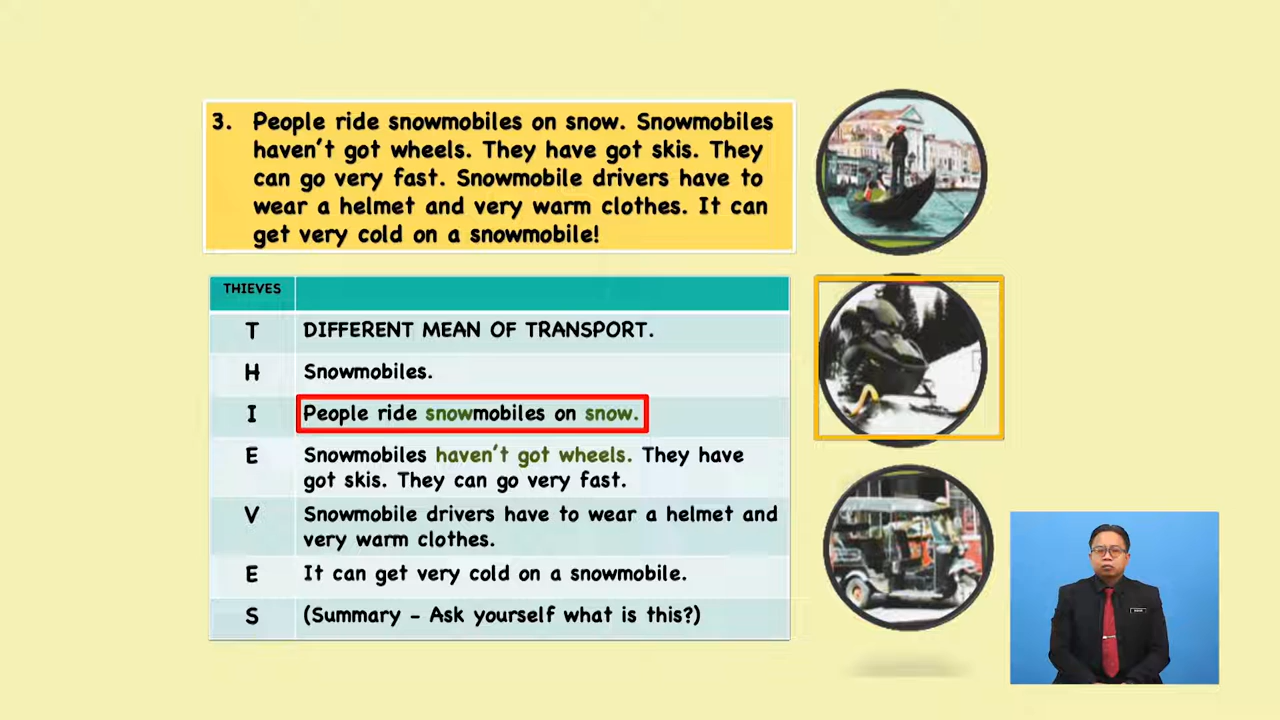 3. People ride snowmobiles on snow. Snowmobiles
haven't got wheels. They have got skis. They
can go very fast. Snowmobile drivers have to
wear a helmet and very warm clothes. It can
get very cold on a snowmobile!
THIEVES
T DIFFERENT MEAN OF TRANSPORT.
H Snowmobiles.
I People ride snowmobiles on snow.
E Snowmobiles haven't got wheels. They have
got skis. They can go very fast.
V Snowmobile drivers have to wear a helmet and
very warm clothes.
E It can get very cold on a snowmobile.
S (Summary - Ask yourself what is this?)